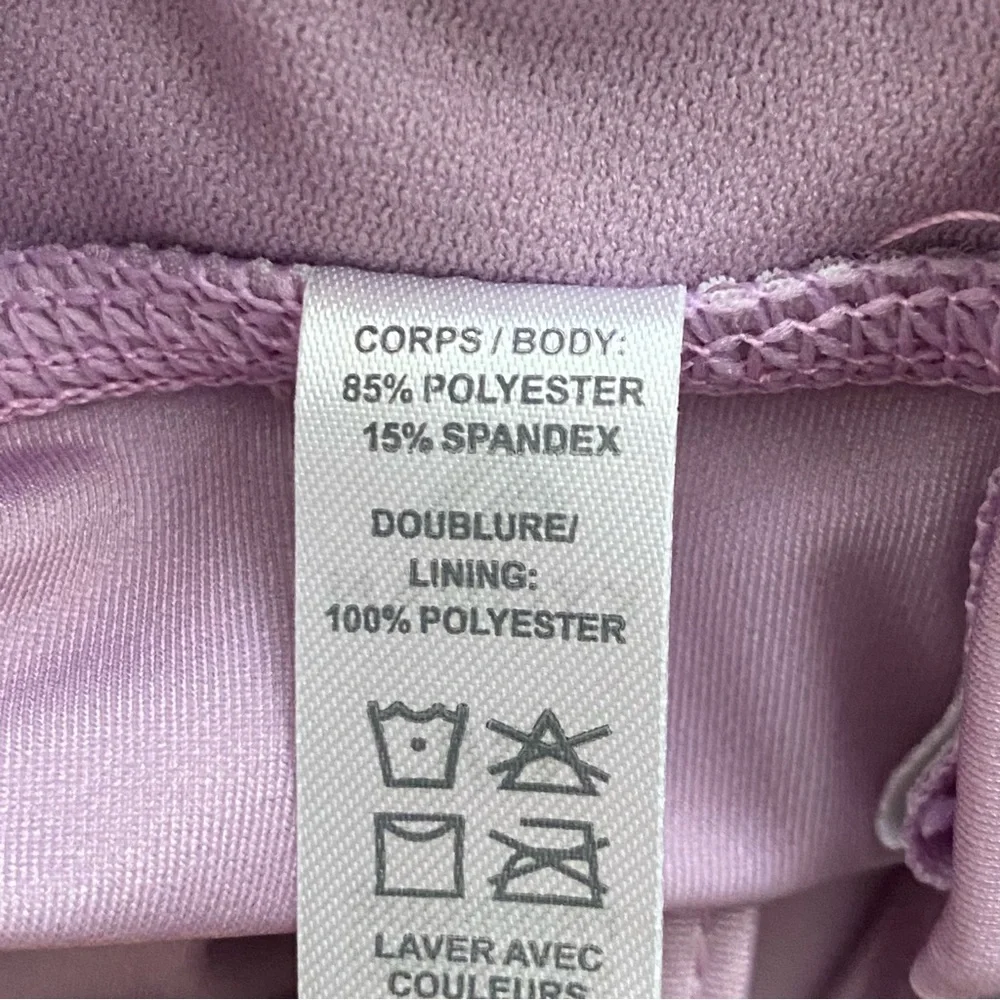 CORPS / BODY:
85% POLYESTER
15% SPANDEX
DOUBLURE/
LINING:
100% POLYESTER
LAVER AVEC
COULEURS